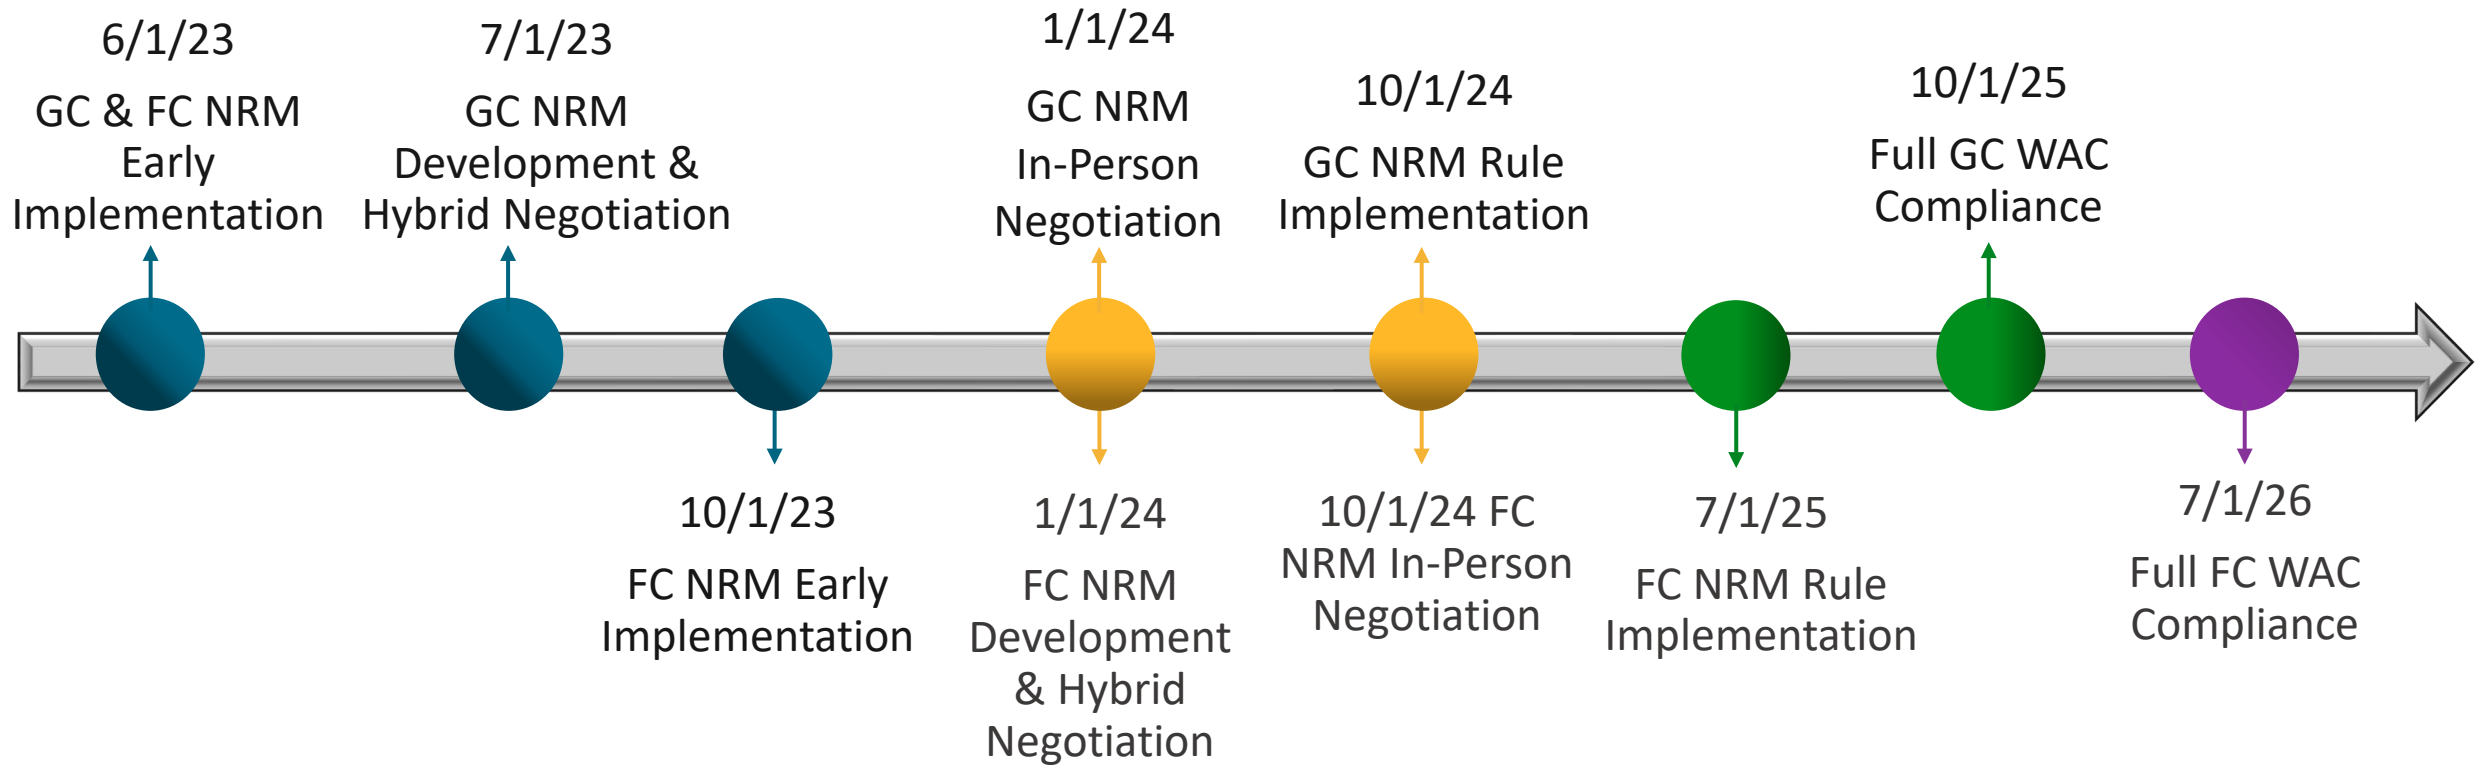 6/1/23
GC & FC NRM
Early
Implementation
7/1/23
GC NRM
Development &
Hybrid Negotiation
10/1/23
FC NRM Early
Implementation
1/1/24
GC NRM
In-Person
Negotiation
1/1/24
FC NRM
Development
& Hybrid
Negotiation
10/1/24
GC NRM Rule
Implementation
10/1/24 FC
NRM In-Person
Negotiation
7/1/25
FC NRM Rule
Implementation
10/1/25
Full GC WAC
Compliance
7/1/26
Full FC WAC
Compliance